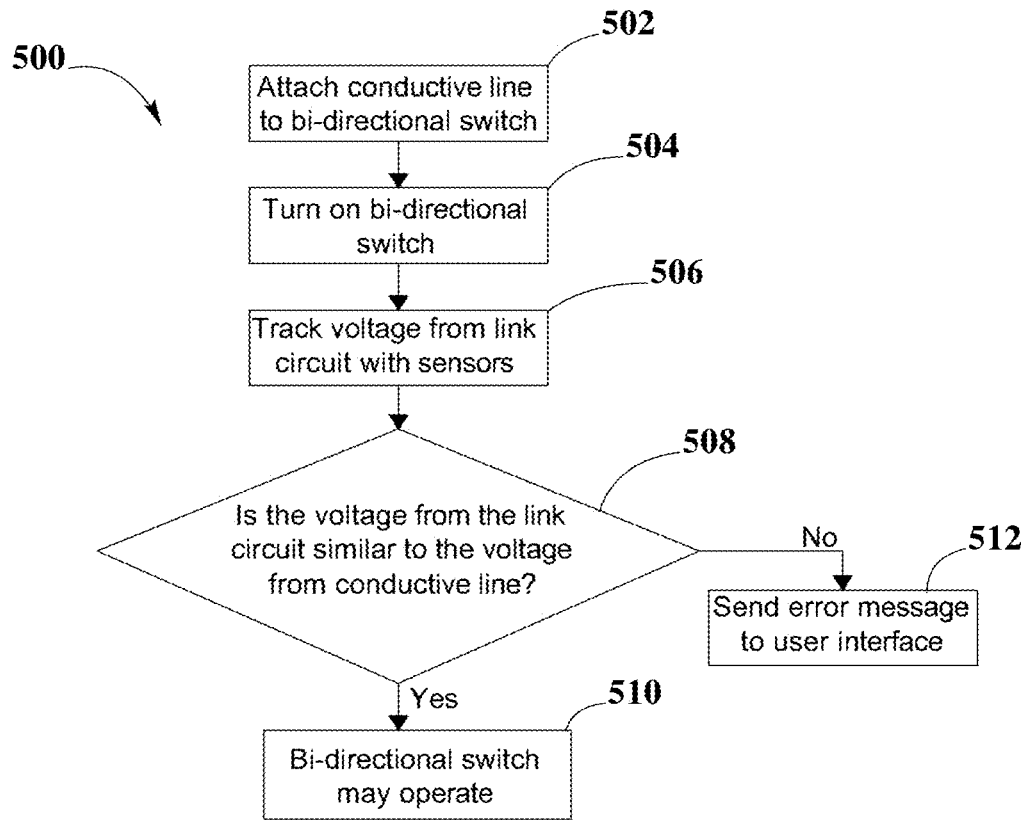 502
500
Attach conductive line
to bi-directional switch
504
Turn on bi-directional
switch
506
Track voltage from link
circuit with sensors
508
Is the voltage from the link
circuit similar to the voltage
from conductive line?
No
512
Send error message
to user interface
Yes
510
Bi-directional switch
may operate